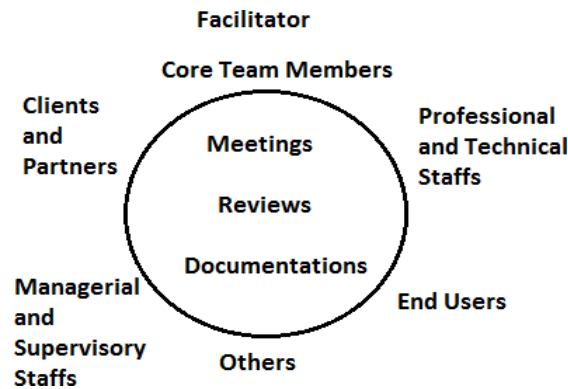 Facilitator
Core Team Members
Clients
and
Partners
Professional
and Technical
Staffs
Meetings
Reviews
Documentations
Managerial
and
Supervisory
Staffs
End Users
Others